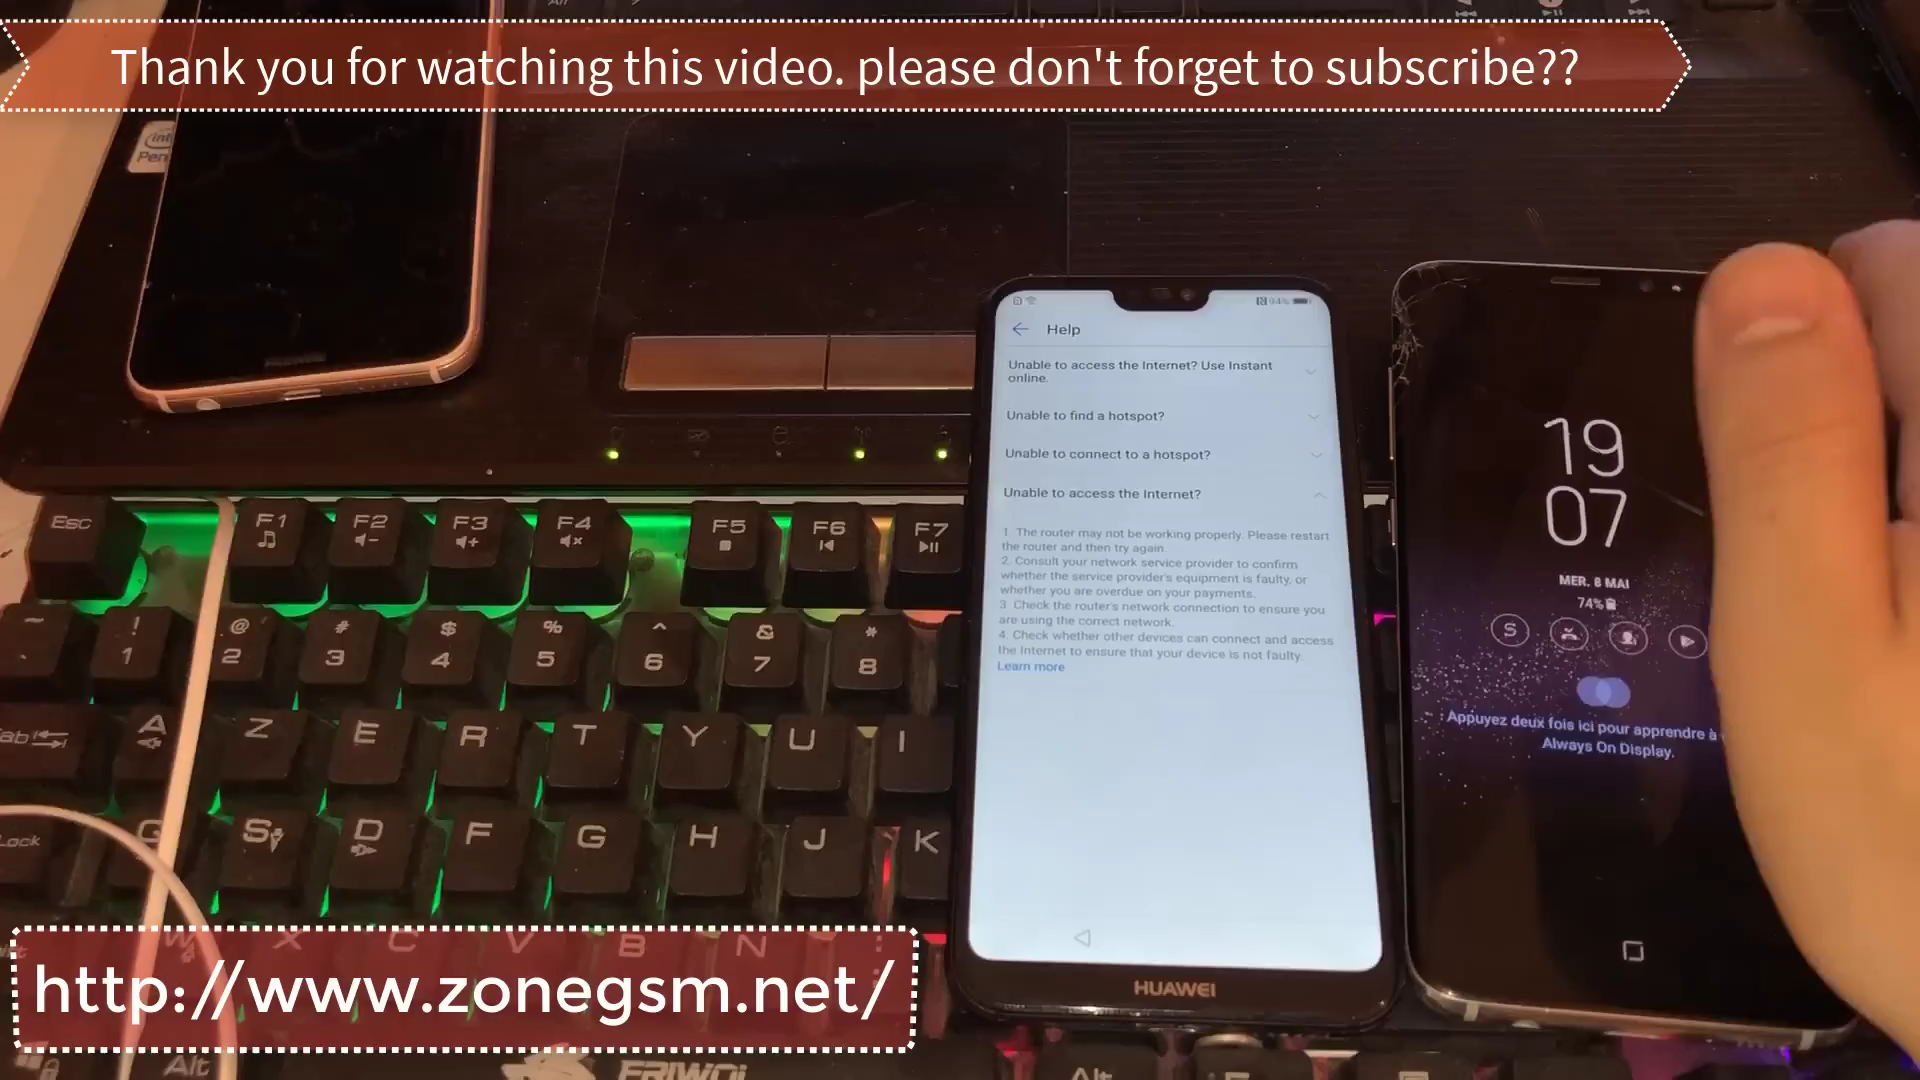 Thank you for watching this video. please don't forget to subscribe??
94%
Help
Unable to access the Internet? Use Instant
online.
Unable to find a hotspot?
Unable to connect to a hotspot?
Unable to access the Internet?
1. The router may not be working properly. Please restart
the router and then try again.
2. Consult your network service provider to confirm
whether the service provider's equipment is faulty, or
whether you are overdue on your payments.
3. Check the router's network connection to ensure you
are using the correct network.
4. Check whether other devices can connect and access
the Internet to ensure that your device is not faulty.
Learn more
HUAWEI
19
07
MER. 8 MAI
74%
S
Appuyez deux fois ici pour apprendre à
Always On Display.
Esc
F1
F2
F3
F4
F5
F6
F7
~
! 1
@ 2
# 3
$ 4
% 5
^ 6
& 7
* 8
A
Z
E
R
T
Y
U
I
Lock
S
D
F
G
H
J
K
W
X
C
V
B
N
http://www.zonegsm.net/
Alt
Alt